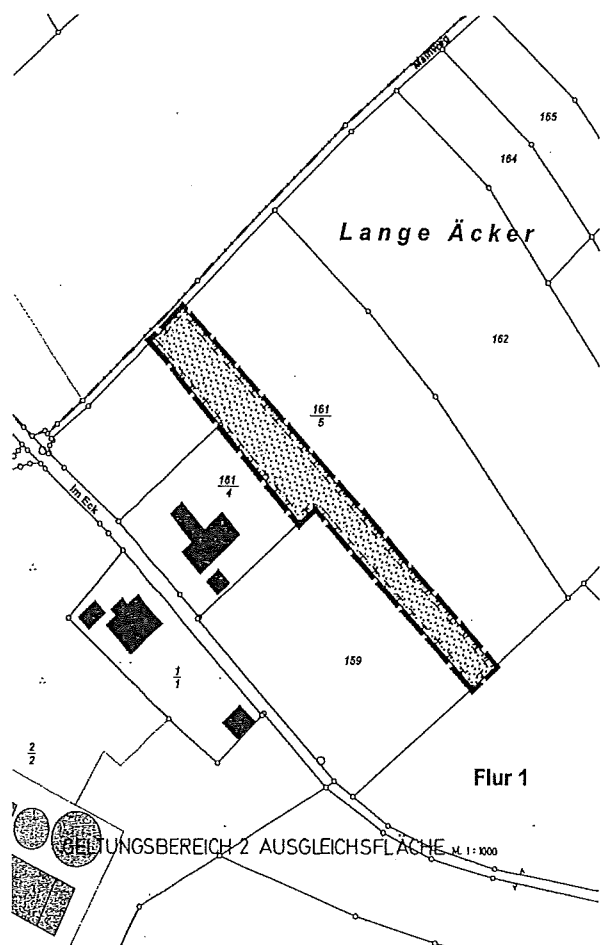 Mainweg
165
164
Lange Äcker
162
161
5
161
4
Im Eck
159
1
1
2
2
Flur 1
GELTUNGSBEREICH 2 AUSGLEICHSFLÄCHE M. 1:1000